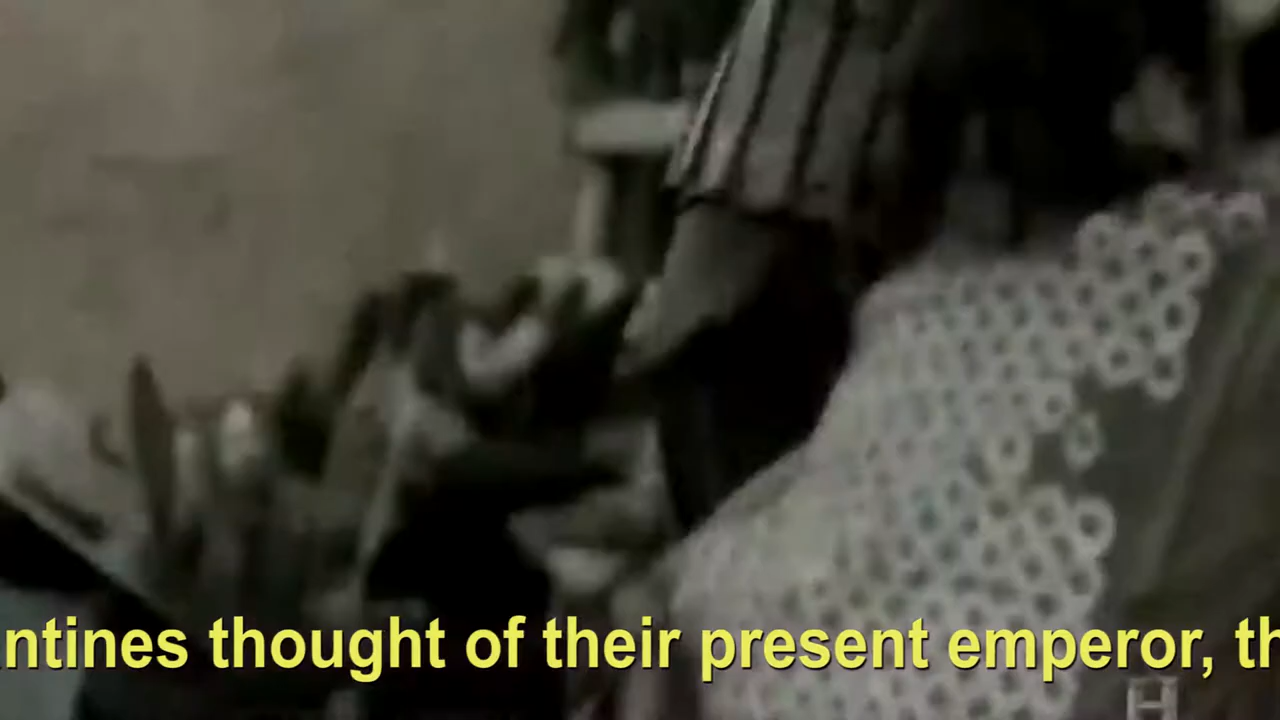 ntines thought of their present emperor, th
H